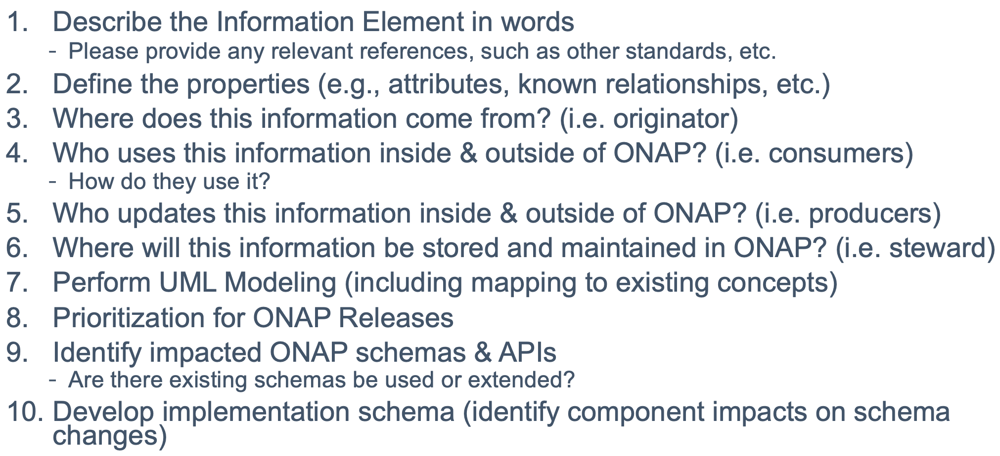 1. Describe the Information Element in words
- Please provide any relevant references, such as other standards, etc.
2. Define the properties (e.g., attributes, known relationships, etc.)
3. Where does this information come from? (i.e. originator)
4. Who uses this information inside & outside of ONAP? (i.e. consumers)
- How do they use it?
5. Who updates this information inside & outside of ONAP? (i.e. producers)
6. Where will this information be stored and maintained in ONAP? (i.e. steward)
7. Perform UML Modeling (including mapping to existing concepts)
8. Prioritization for ONAP Releases
9. Identify impacted ONAP schemas & APIs
- Are there existing schemas be used or extended?
10. Develop implementation schema (identify component impacts on schema
changes)